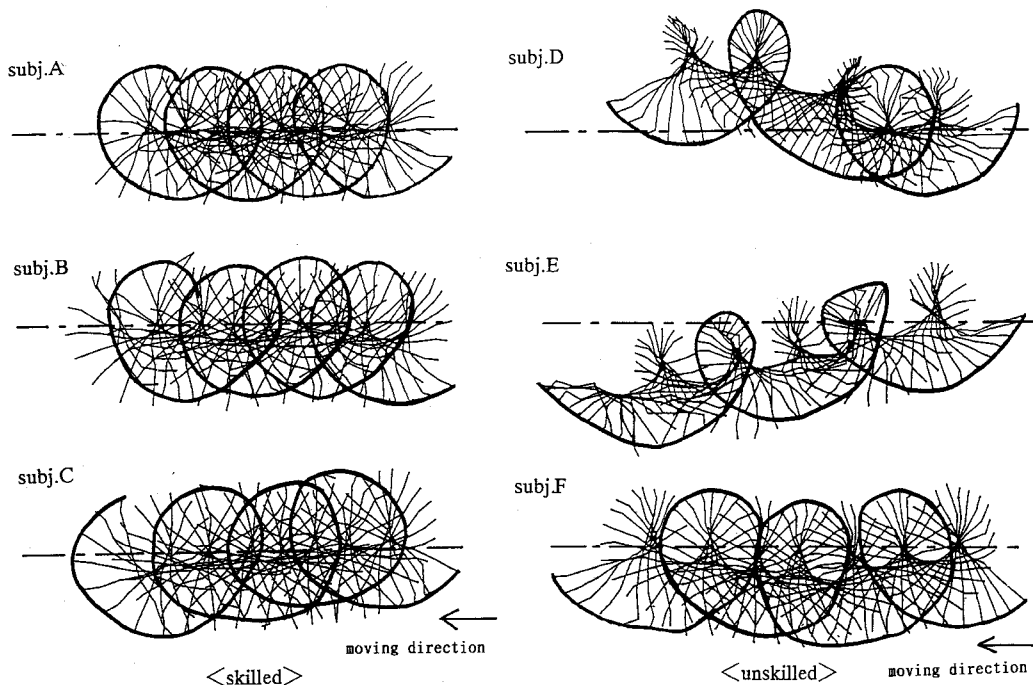 subj.A
subj.D
subj.B
subj.E
subj.C
subj.F
moving direction
<skilled>
<unskilled>
moving direction